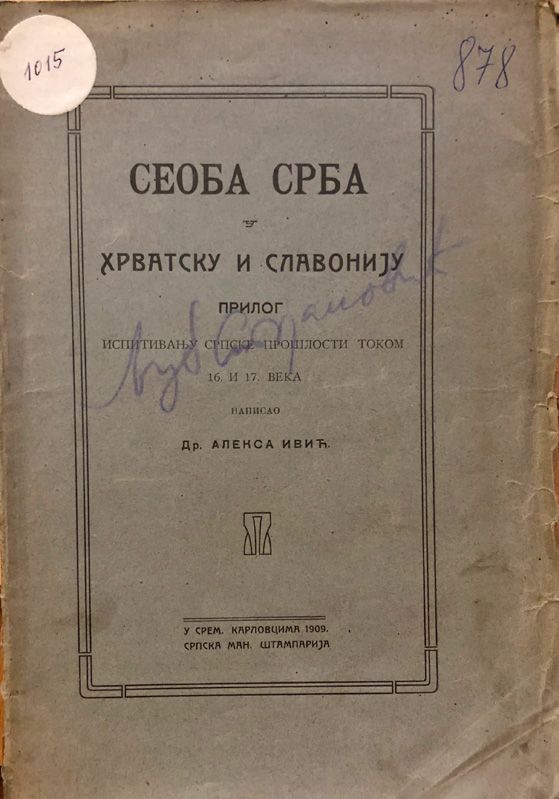 1015
878
СЕОБА СРБА
У
ХРВАТСКУ И СЛАВОНИЈУ
ПРИЛОГ
ИСПИТИВАЊУ СРПСКЕ ПРОШЛОСТИ ТОКОМ
16. И 17. ВЕКА
НАПИСАО
Др. АЛЕКСА ИВИЋ.
У СРЕМ. КАРЛОВЦИМА 1909.
СРПСКА МАН. ШТАМПАРИЈА